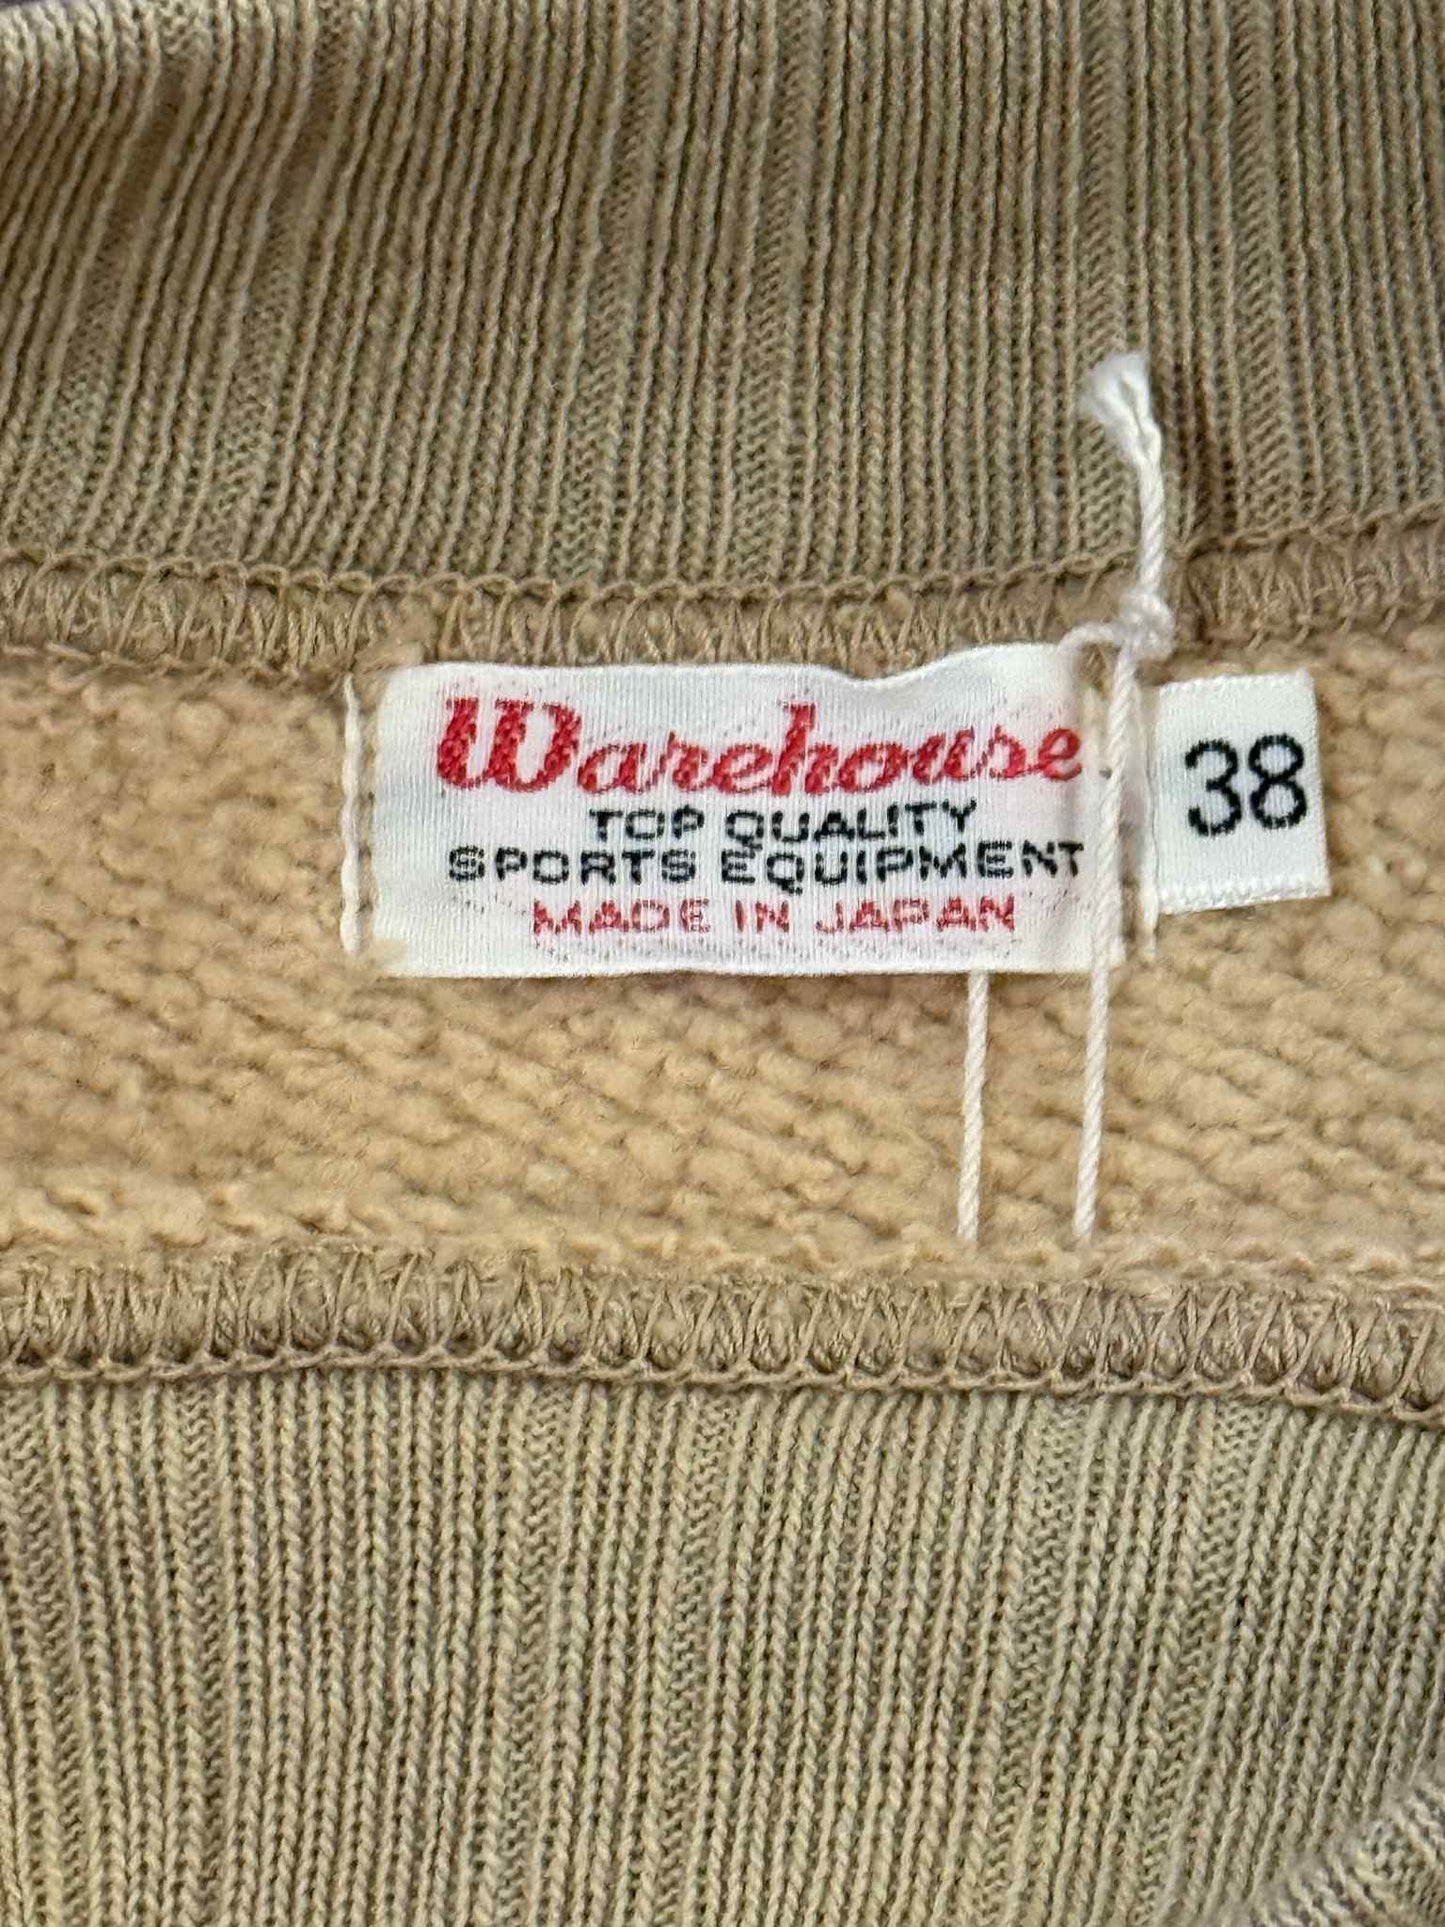 Warehouse
TOP QUALITY
SPORTS EQUIPMENT
MADE IN JAPAN
38